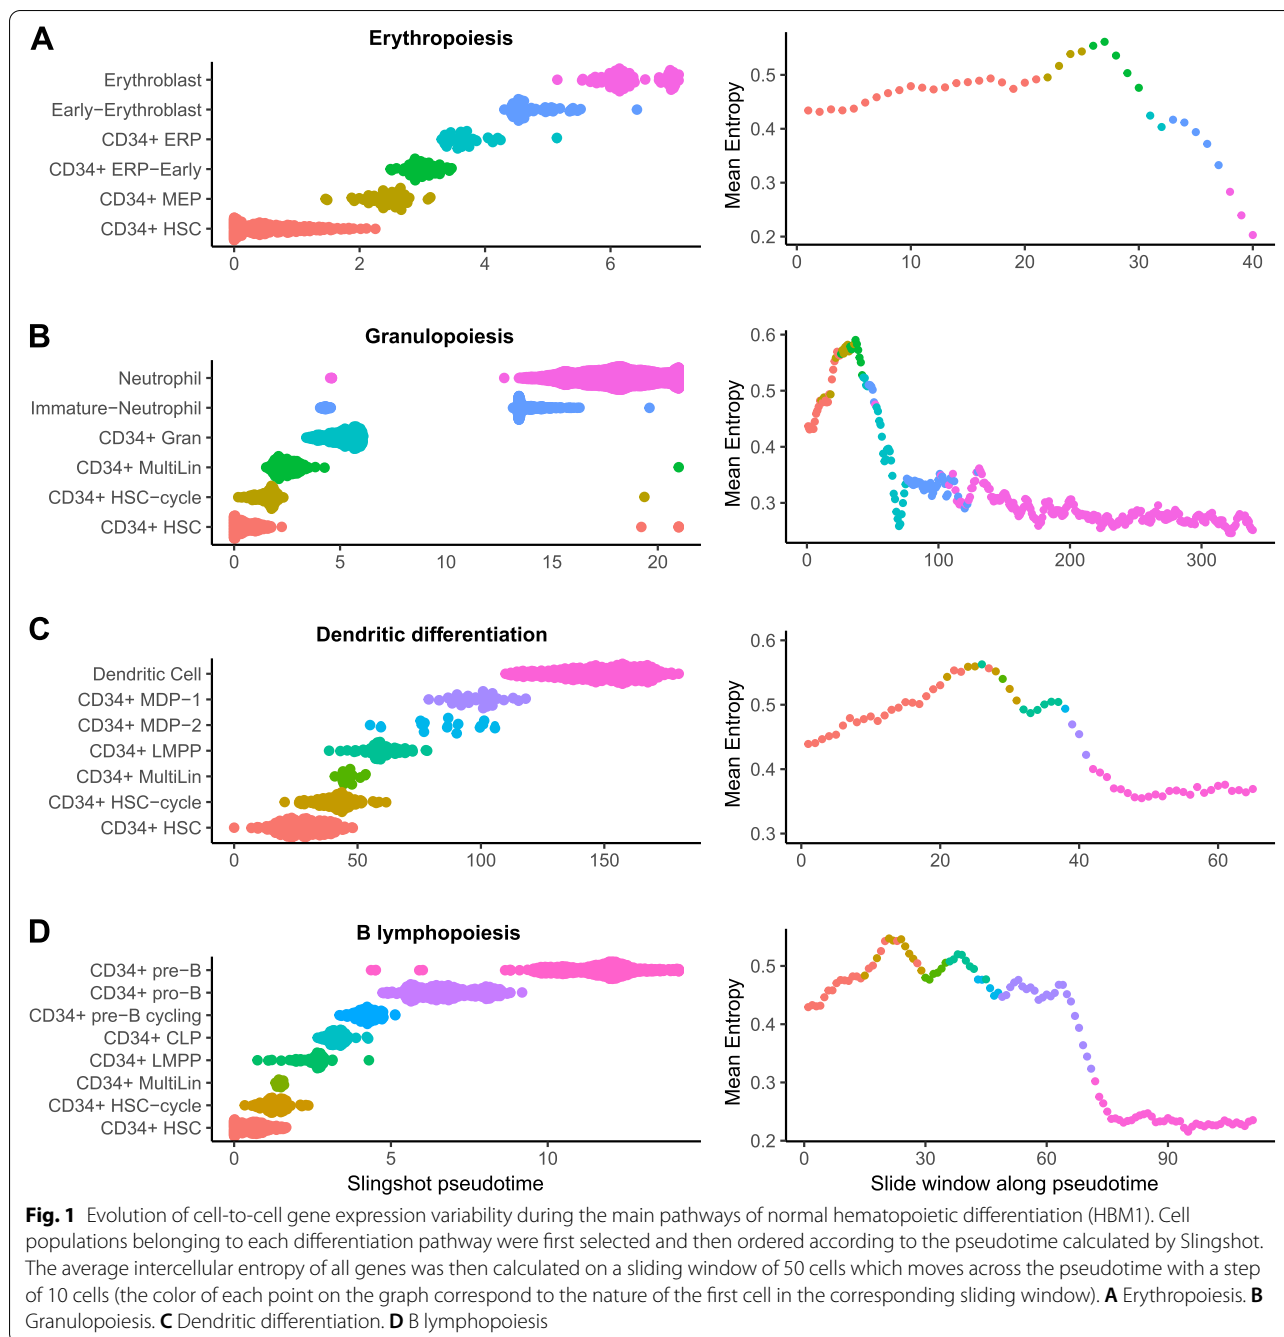 A
Erythropoiesis
Erythroblast
Early−Erythroblast
CD34+ ERP
CD34+ ERP−Early
CD34+ MEP
CD34+ HSC
0 2 4 6
Mean Entropy
0.5
0.4
0.3
0.2
0 10 20 30 40
B
Granulopoiesis
Neutrophil
Immature−Neutrophil
CD34+ Gran
CD34+ MultiLin
CD34+ HSC−cycle
CD34+ HSC
0 5 10 15 20
Mean Entropy
0.6
0.5
0.4
0.3
0 100 200 300
C
Dendritic differentiation
Dendritic Cell
CD34+ MDP−1
CD34+ MDP−2
CD34+ LMPP
CD34+ MultiLin
CD34+ HSC−cycle
CD34+ HSC
0 50 100 150
Mean Entropy
0.6
0.5
0.4
0.3
0 20 40 60
D
B lymphopoiesis
CD34+ pre−B
CD34+ pro−B
CD34+ pre−B cycling
CD34+ CLP
CD34+ LMPP
CD34+ MultiLin
CD34+ HSC−cycle
CD34+ HSC
0 5 10
Slingshot pseudotime
Mean Entropy
0.5
0.4
0.3
0.2
0 30 60 90
Slide window along pseudotime
Fig. 1 Evolution of cell-to-cell gene expression variability during the main pathways of normal hematopoietic differentiation (HBM1). Cell
populations belonging to each differentiation pathway were first selected and then ordered according to the pseudotime calculated by Slingshot.
The average intercellular entropy of all genes was then calculated on a sliding window of 50 cells which moves across the pseudotime with a step
of 10 cells (the color of each point on the graph correspond to the nature of the first cell in the corresponding sliding window). A Erythropoiesis. B
Granulopoiesis. C Dendritic differentiation. D B lymphopoiesis